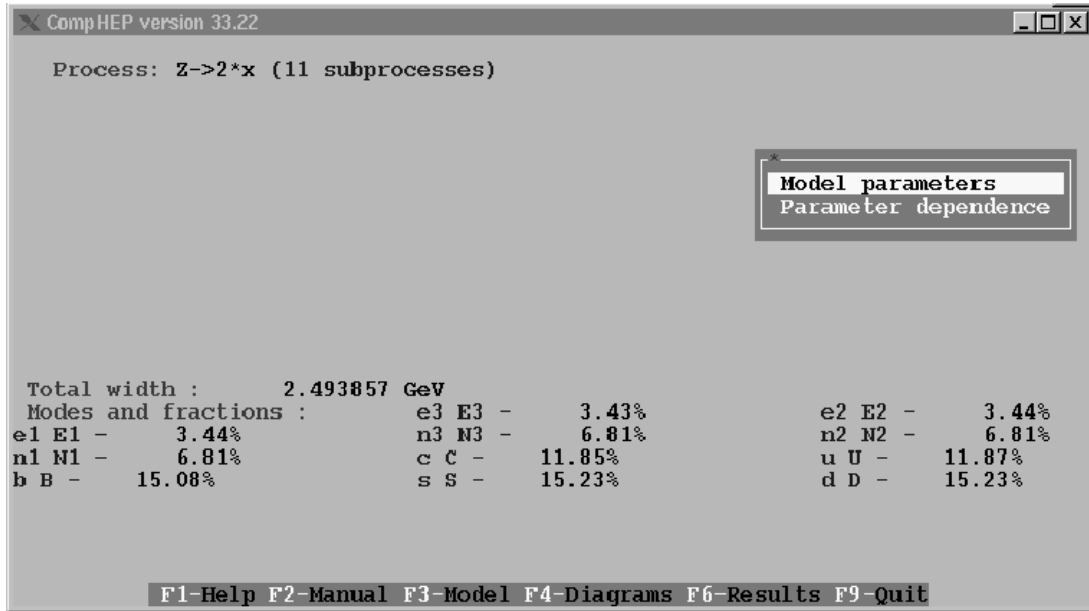 CompHEP version 33.22
Process: Z->2*x (11 subprocesses)
*
Model parameters
Parameter dependence
Total width : 2.493857 GeV
Modes and fractions : e3 E3 - 3.43% e2 E2 - 3.44%
e1 E1 - 3.44% n3 N3 - 6.81% n2 N2 - 6.81%
n1 N1 - 6.81% c C - 11.85% u U - 11.87%
b B - 15.08% s S - 15.23% d D - 15.23%
F1-Help F2-Manual F3-Model F4-Diagrams F6-Results F9-Quit